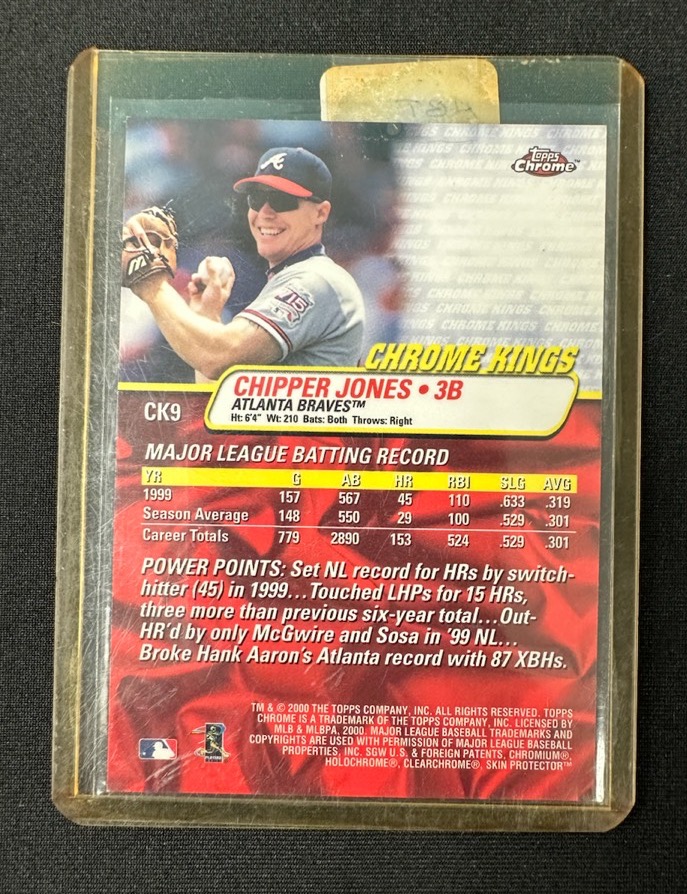 Topps
Chrome™
CHROME KINGS
CHIPPER JONES • 3B
ATLANTA BRAVES™
Ht: 6'4" Wt: 210 Bats: Both Throws: Right
CK9
MAJOR LEAGUE BATTING RECORD
YR G AB HR RBI SLG AVG
1999 157 567 45 110 .633 .319
Season Average 148 550 29 100 .529 .301
Career Totals 779 2890 153 524 .529 .301
POWER POINTS: Set NL record for HRs by switch-
hitter (45) in 1999...Touched LHPs for 15 HRs,
three more than previous six-year total...Out-
HR'd by only McGwire and Sosa in '99 NL...
Broke Hank Aaron's Atlanta record with 87 XBHs.
TM & © 2000 THE TOPPS COMPANY, INC. ALL RIGHTS RESERVED. TOPPS
CHROME IS A TRADEMARK OF THE TOPPS COMPANY, INC. LICENSED BY
MLB & MLBPA, 2000. MAJOR LEAGUE BASEBALL TRADEMARKS AND
COPYRIGHTS ARE USED WITH PERMISSION OF MAJOR LEAGUE BASEBALL
PROPERTIES, INC. SGW U.S. & FOREIGN PATENTS, CHROMIUM®,
HOLOCHROME®, CLEARCHROME®, SKIN PROTECTOR™